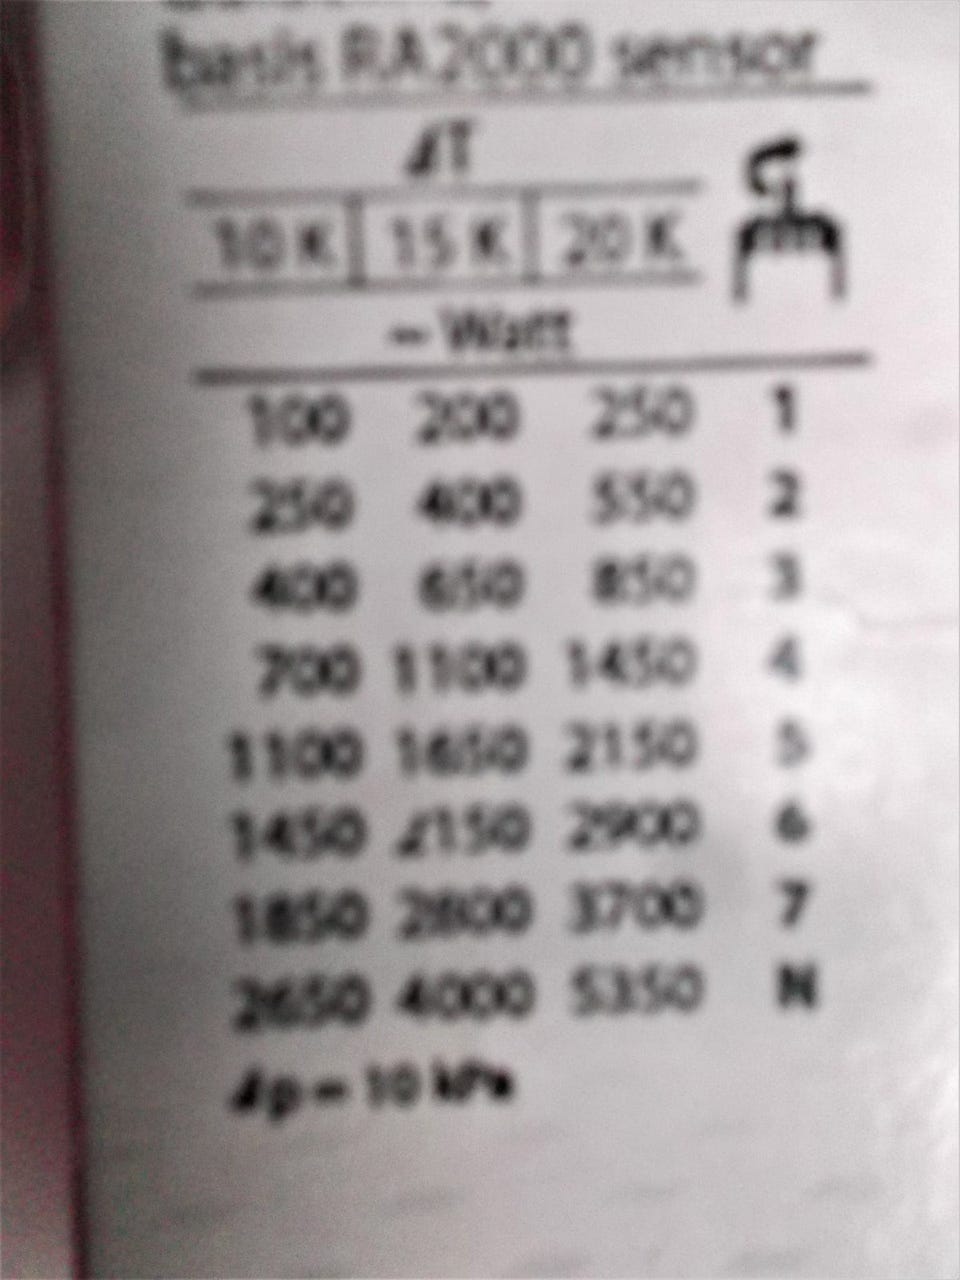 basis RA2000 sensor
ΔT
10 K 15 K 20 K
~ Watt
100 200 250 1
250 400 550 2
400 650 850 3
700 1100 1450 4
1100 1650 2150 5
1450 2150 2900 6
1850 2800 3700 7
2650 4000 5350 N
Δp = 10 kPa